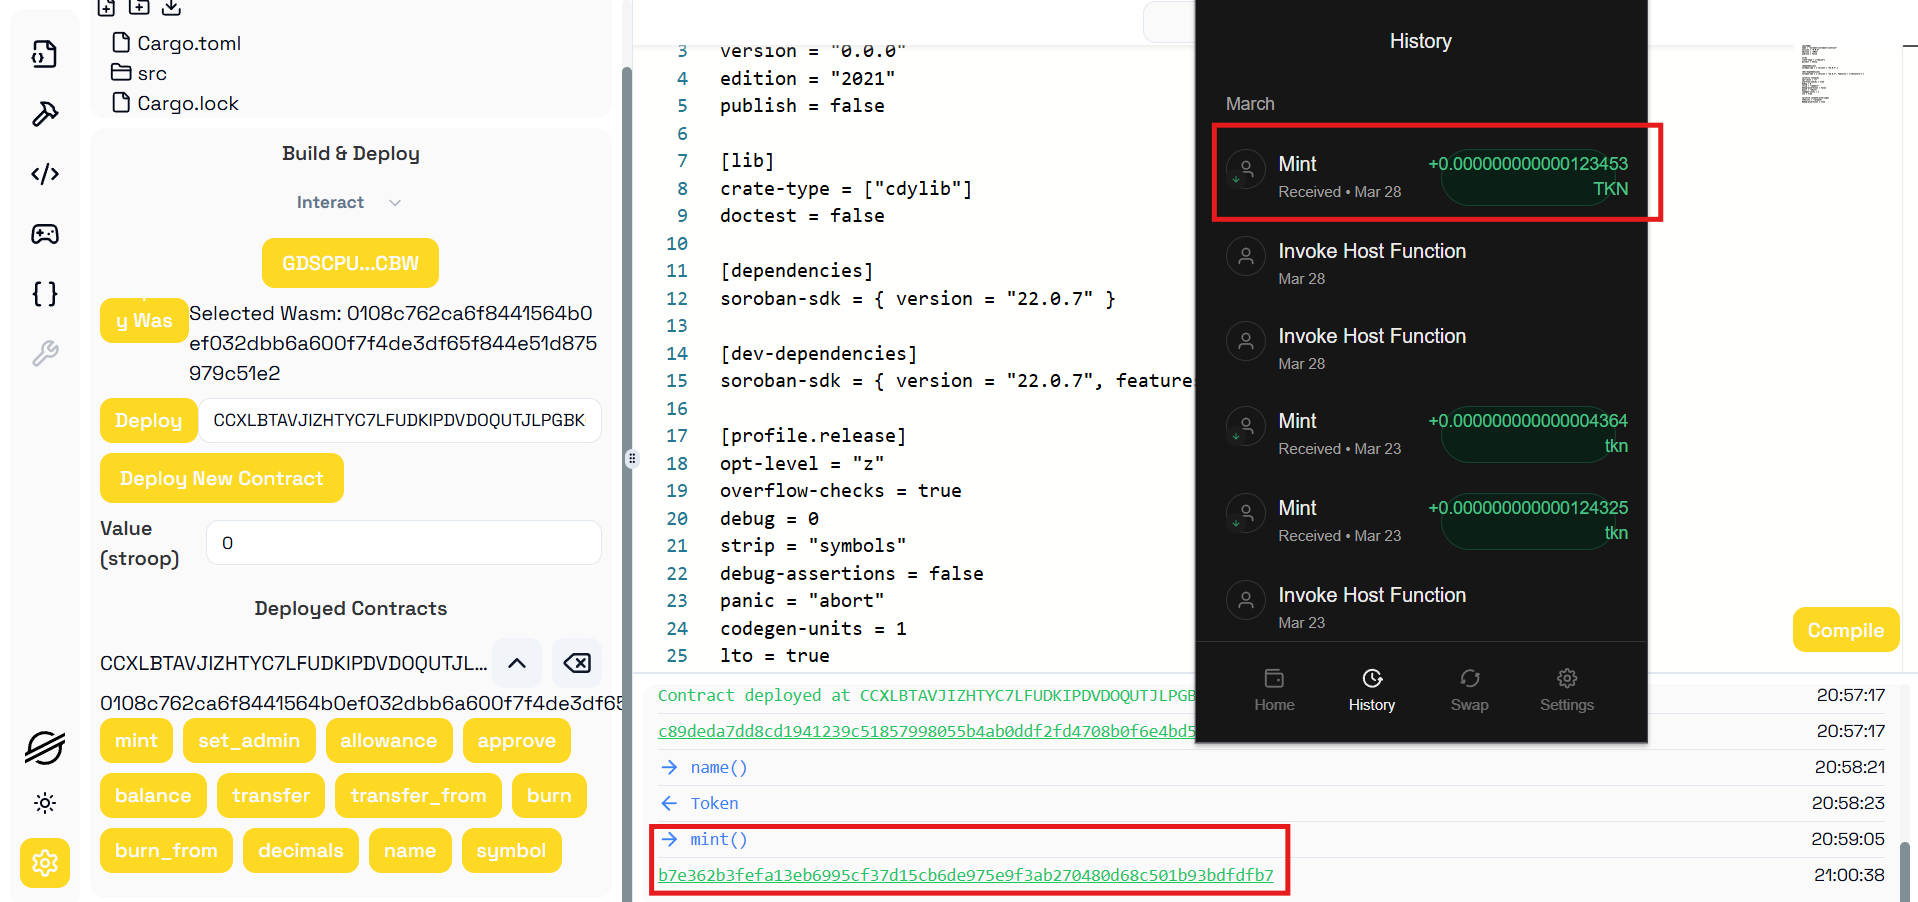 Cargo.toml
src
Cargo.lock
Build & Deploy
Interact
GDSCPU...CBW
y Was
Selected Wasm: 0108c762ca6f8441564b0
ef032dbb6a600f7f4de3df65f844e51d875
979c51e2
Deploy
CCXLBTAVJIZHTYC7LFUDKIPDVDOQUTJLPGBK
Deploy New Contract
Value
(stroop)
0
Deployed Contracts
CCXLBTAVJIZHTYC7LFUDKIPDVDOQUTJL...
0108c762ca6f8441564b0ef032dbb6a600f7f4de3df65
mint
set_admin
allowance
approve
balance
transfer
transfer_from
burn
burn_from
decimals
name
symbol
3 version = "0.0.0"
4 edition = "2021"
5 publish = false
6
7 [lib]
8 crate-type = ["cdylib"]
9 doctest = false
10
11 [dependencies]
12 soroban-sdk = { version = "22.0.7" }
13
14 [dev-dependencies]
15 soroban-sdk = { version = "22.0.7", feature
16
17 [profile.release]
18 opt-level = "z"
19 overflow-checks = true
20 debug = 0
21 strip = "symbols"
22 debug-assertions = false
23 panic = "abort"
24 codegen-units = 1
25 lto = true
Compile
History
March
Mint
+0.000000000000123453
TKN
Received • Mar 28
Invoke Host Function
Mar 28
Invoke Host Function
Mar 28
Mint
+0.000000000000004364
tkn
Received • Mar 23
Mint
+0.000000000000124325
tkn
Received • Mar 23
Invoke Host Function
Mar 23
Home
History
Swap
Settings
Contract deployed at CCXLBTAVJIZHTYC7LFUDKIPDVDOQUTJLPGB 20:57:17
c89deda7dd8cd1941239c51857998055b4ab0ddf2fd4708b0f6e4bd5 20:57:17
→ name() 20:58:21
← Token 20:58:23
→ mint() 20:59:05
b7e362b3fefa13eb6995cf37d15cb6de975e9f3ab270480d68c501b93bdfdfb7 21:00:38